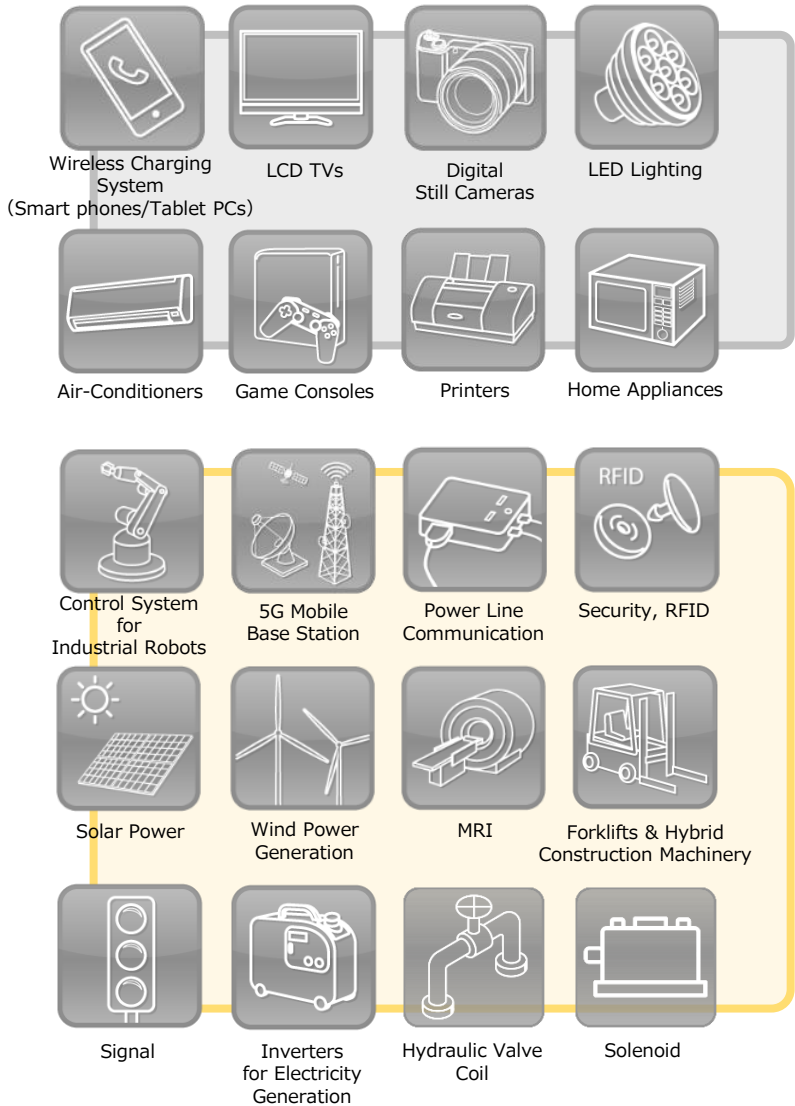 Wireless Charging
System
（Smart phones/Tablet PCs）
LCD TVs
Digital
Still Cameras
LED Lighting
Air-Conditioners
Game Consoles
Printers
Home Appliances
RFID
Control System
for
Industrial Robots
5G Mobile
Base Station
Power Line
Communication
Security, RFID
Solar Power
Wind Power
Generation
MRI
Forklifts & Hybrid
Construction Machinery
Signal
Inverters
for Electricity
Generation
Hydraulic Valve
Coil
Solenoid